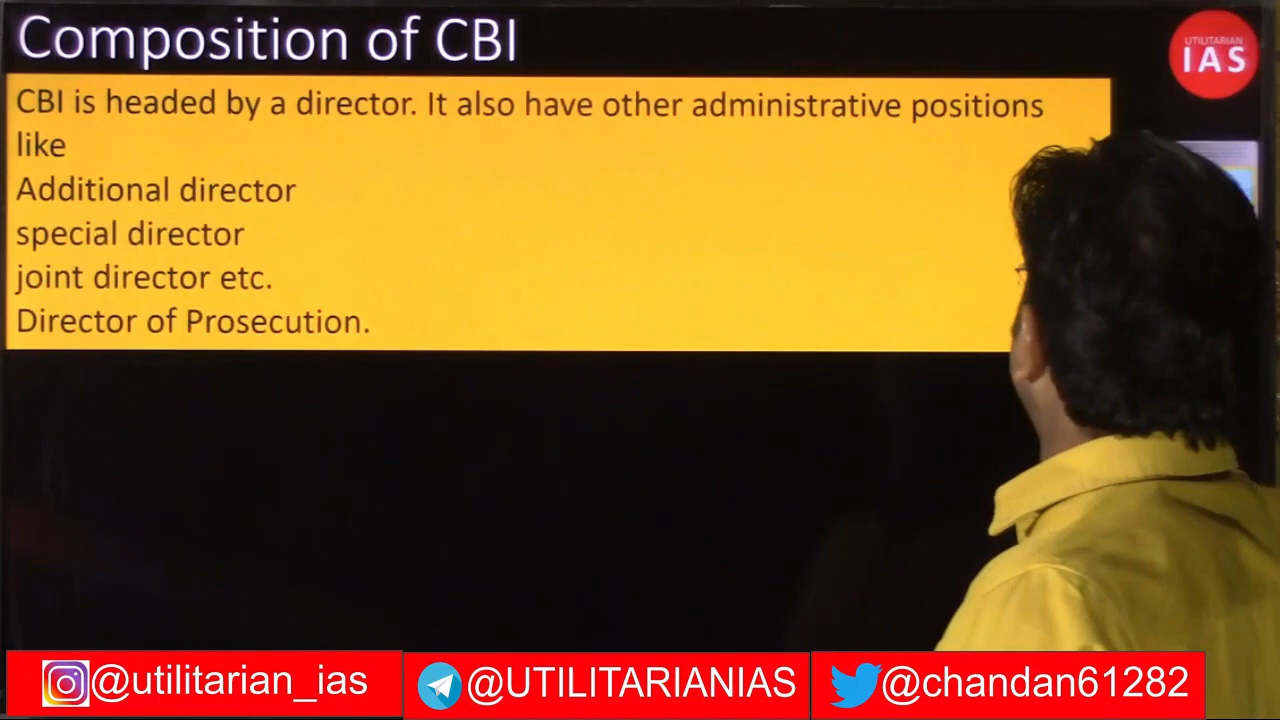 Composition of CBI
UTILITARIAN
IAS
CBI is headed by a director. It also have other administrative positions
like
Additional director
special director
joint director etc.
Director of Prosecution.
@utilitarian_ias
@UTILITARIANIAS
@chandan61282